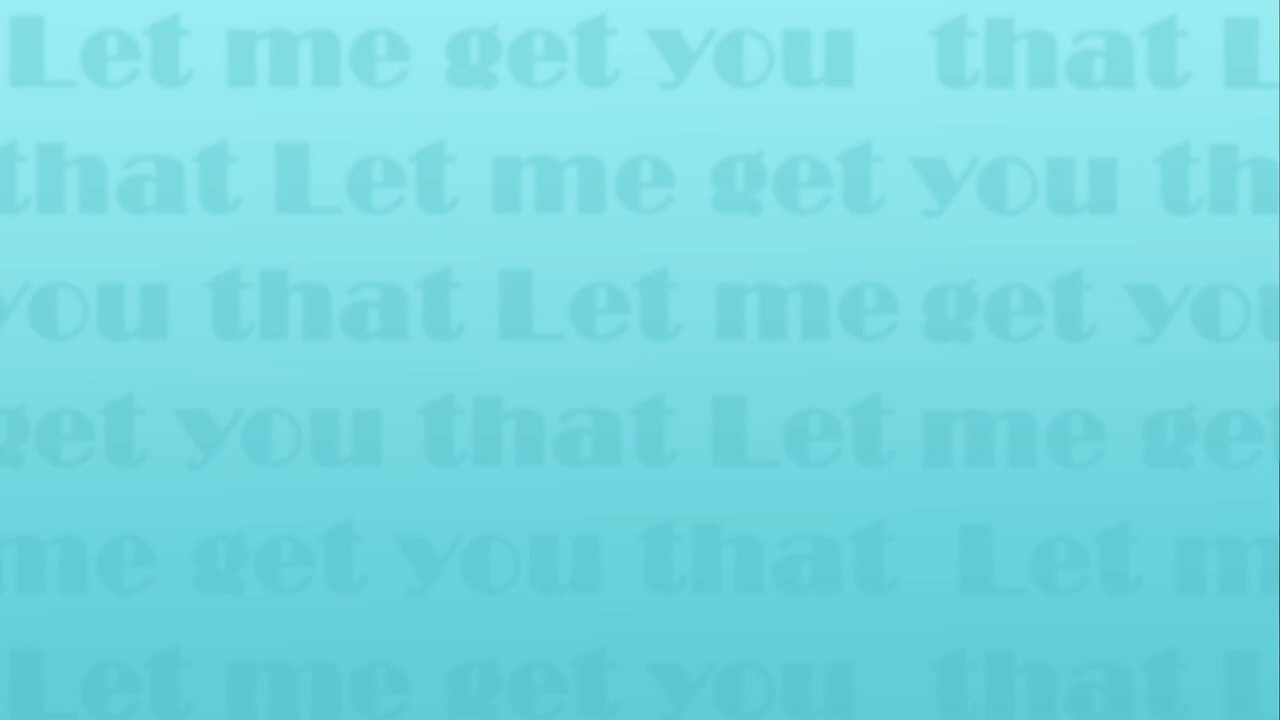 Let me get you that L
that Let me get you th
you that Let me get you
get you that Let me get
me get you that Let m
Let me get you that L